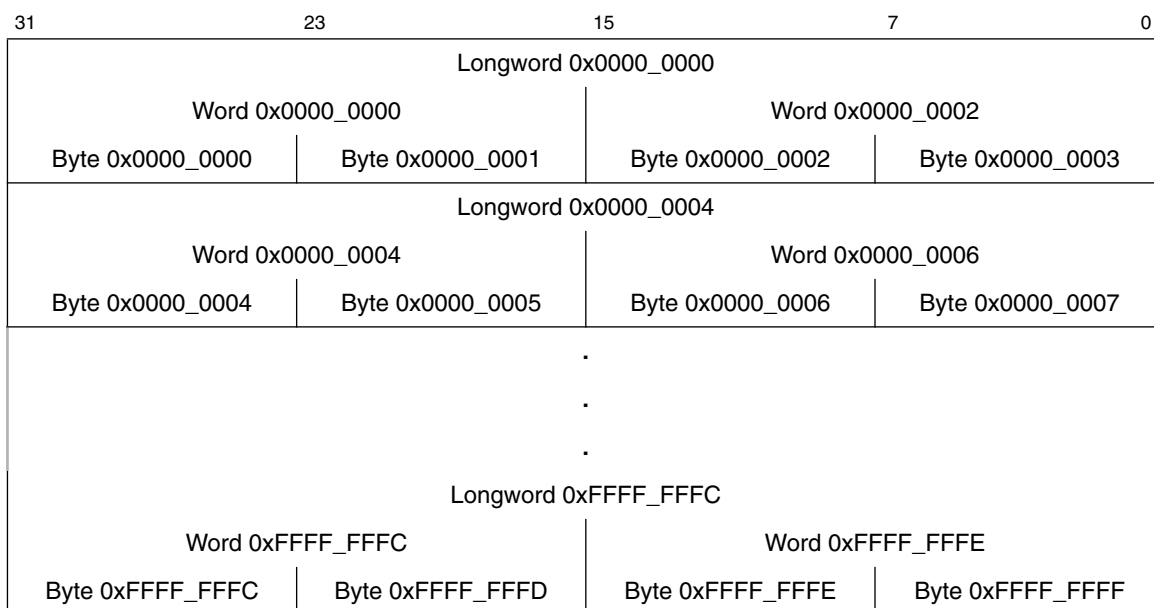 31 23 15 7 0
Longword 0x0000_0000
Word 0x0000_0000 Word 0x0000_0002
Byte 0x0000_0000 Byte 0x0000_0001 Byte 0x0000_0002 Byte 0x0000_0003
Longword 0x0000_0004
Word 0x0000_0004 Word 0x0000_0006
Byte 0x0000_0004 Byte 0x0000_0005 Byte 0x0000_0006 Byte 0x0000_0007
.
.
.
Longword 0xFFFF_FFFC
Word 0xFFFF_FFFC Word 0xFFFF_FFFE
Byte 0xFFFF_FFFC Byte 0xFFFF_FFFD Byte 0xFFFF_FFFE Byte 0xFFFF_FFFF